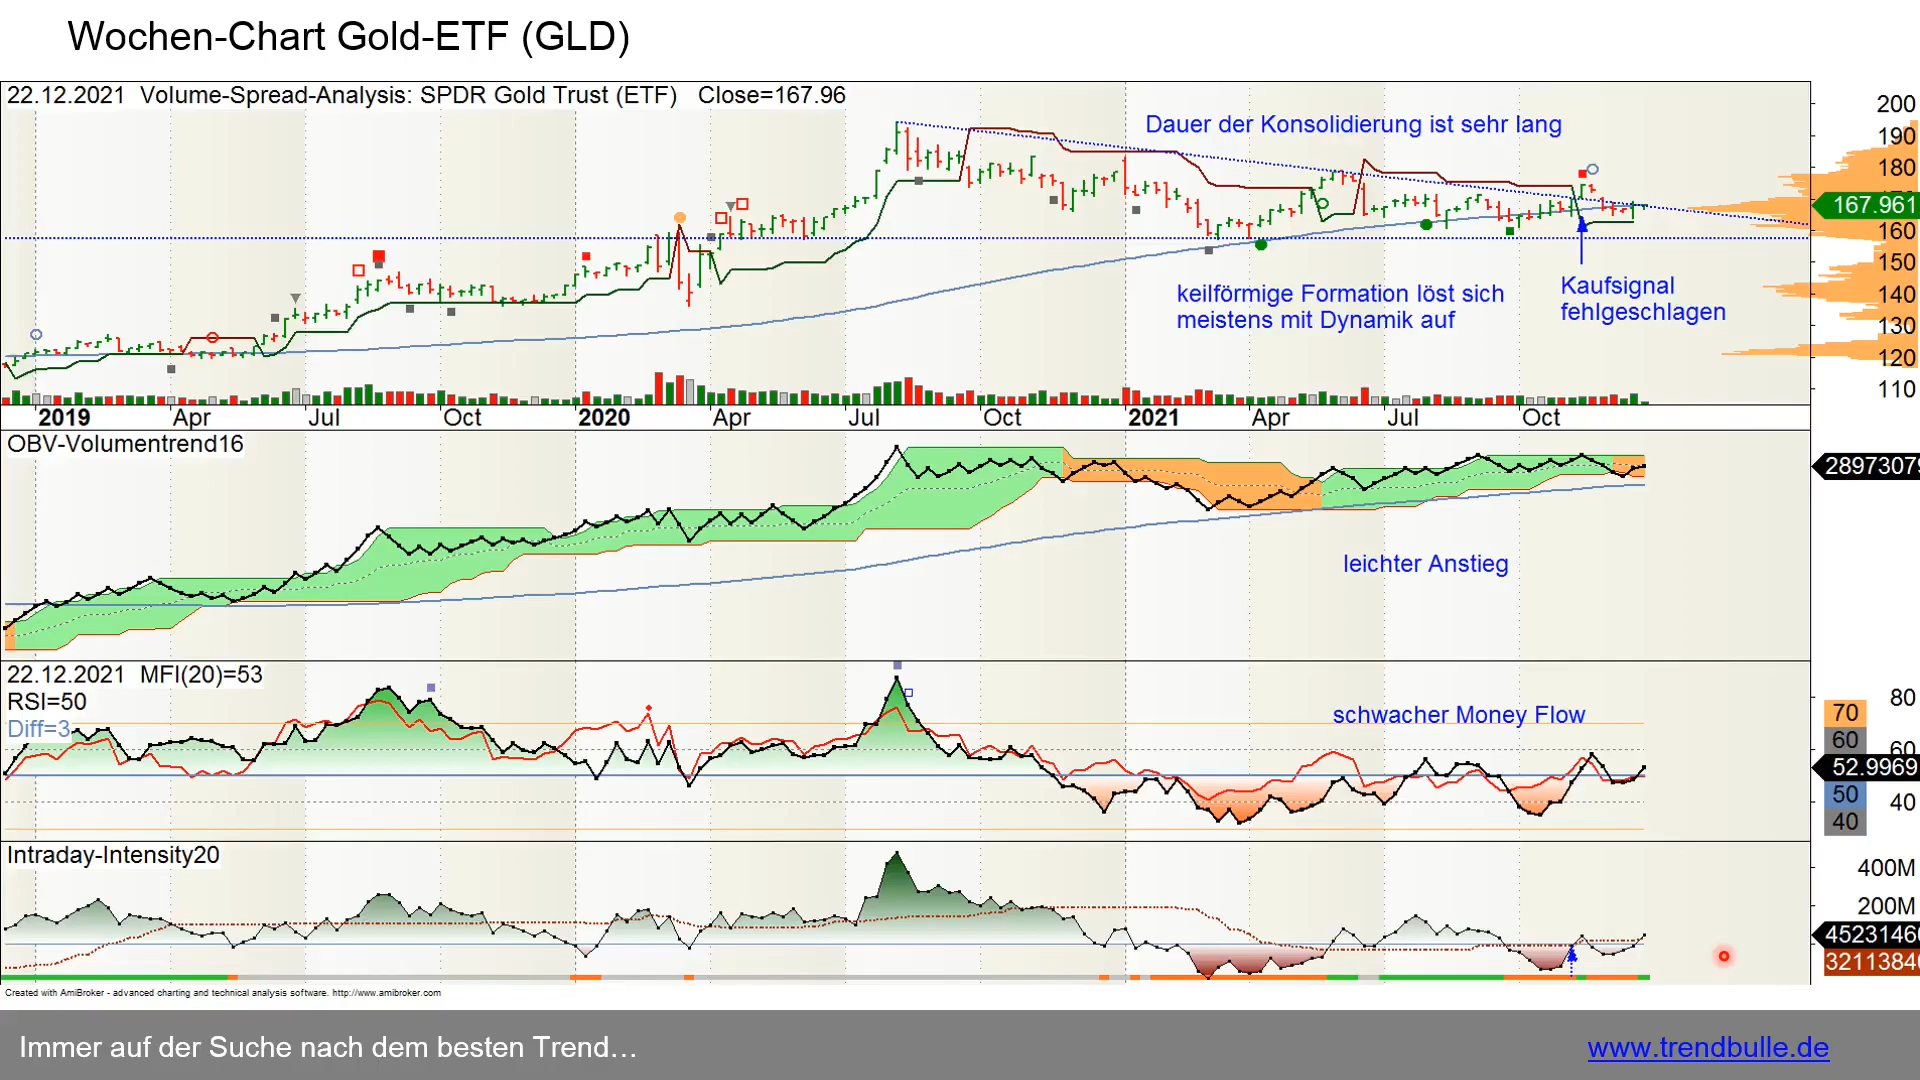 Wochen-Chart Gold-ETF (GLD)
22.12.2021 Volume-Spread-Analysis: SPDR Gold Trust (ETF) Close=167.96
Dauer der Konsolidierung ist sehr lang
keilförmige Formation löst sich
meistens mit Dynamik auf
Kaufsignal
fehlgeschlagen
200
190
180
167.961
160
150
140
130
120
110
2019 Apr Jul Oct 2020 Apr Jul Oct 2021 Apr Jul Oct
OBV-Volumentrend16
28973079
leichter Anstieg
22.12.2021 MFI(20)=53
RSI=50
Diff=3
schwacher Money Flow
80
70
60
60
52.9969
50
40
40
Intraday-Intensity20
400M
200M
45231460
32113840
Created with AmiBroker - advanced charting and technical analysis software. http://www.amibroker.com
Immer auf der Suche nach dem besten Trend…
www.trendbulle.de